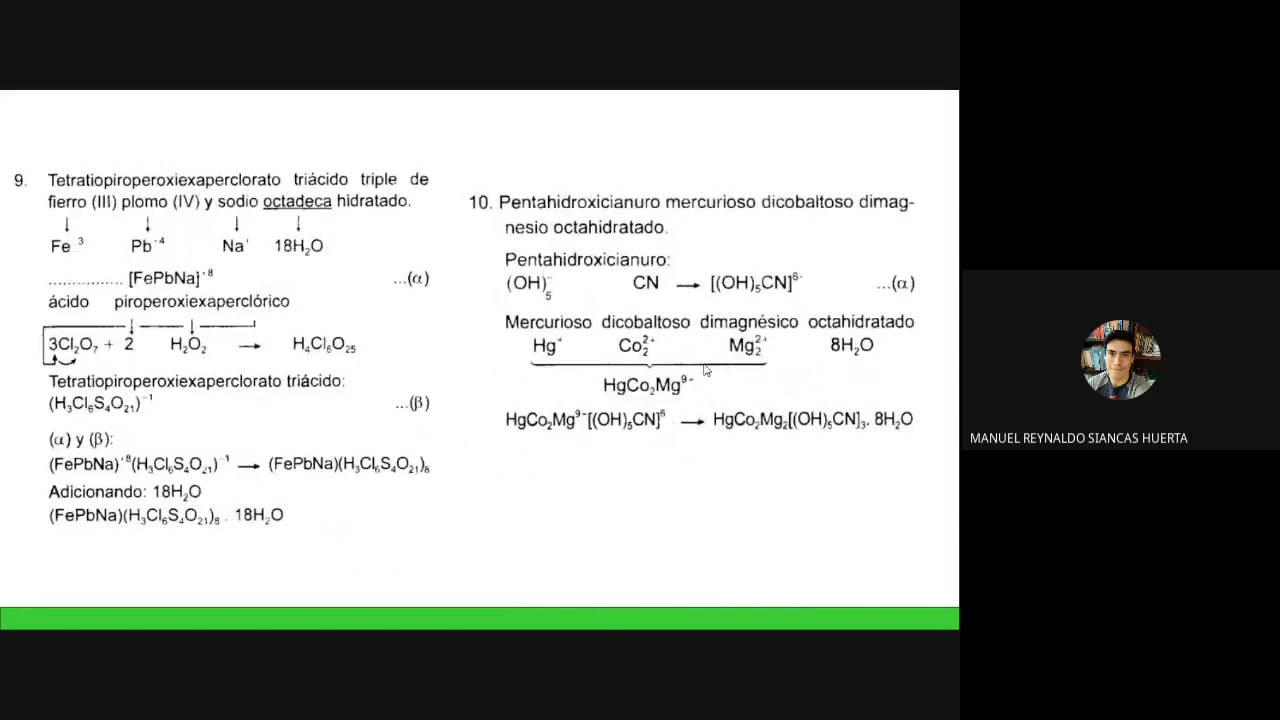 9. Tetratiopiroperoxiexaperclorato triácido triple de
fierro (III) plomo (IV) y sodio octadeca hidratado.
↓ ↓ ↓ ↓
Fe⁺³ Pb⁺⁴ Na⁺ 18H₂O
................ [FePbNa]⁺⁸ ...(α)
ácido piroperoxiexaperclórico
3Cl₂O₇ + 2 H₂O₂ → H₄Cl₆O₂₅
Tetratiopiroperoxiexaperclorato triácido:
(H₃Cl₆S₄O₂₁)⁻¹ ...(β)
(α) y (β):
(FePbNa)⁺⁸(H₃Cl₆S₄O₂₁)⁻¹ → (FePbNa)(H₃Cl₆S₄O₂₁)₈
Adicionando: 18H₂O
(FePbNa)(H₃Cl₆S₄O₂₁)₈ . 18H₂O
10. Pentahidroxicianuro mercurioso dicobaltoso dimag-
nesio octahidratado.
Pentahidroxicianuro:
(OH)₅⁻ CN → [(OH)₅CN]⁶⁻ ...(α)
Mercurioso dicobaltoso dimagnésico octahidratado
Hg⁺ Co₂²⁺ Mg₂²⁺ 8H₂O
HgCo₂Mg⁹⁺
HgCo₂Mg⁹⁺[(OH)₅CN]⁶ → HgCo₂Mg₂[(OH)₅CN]₃. 8H₂O
MANUEL REYNALDO SIANCAS HUERTA